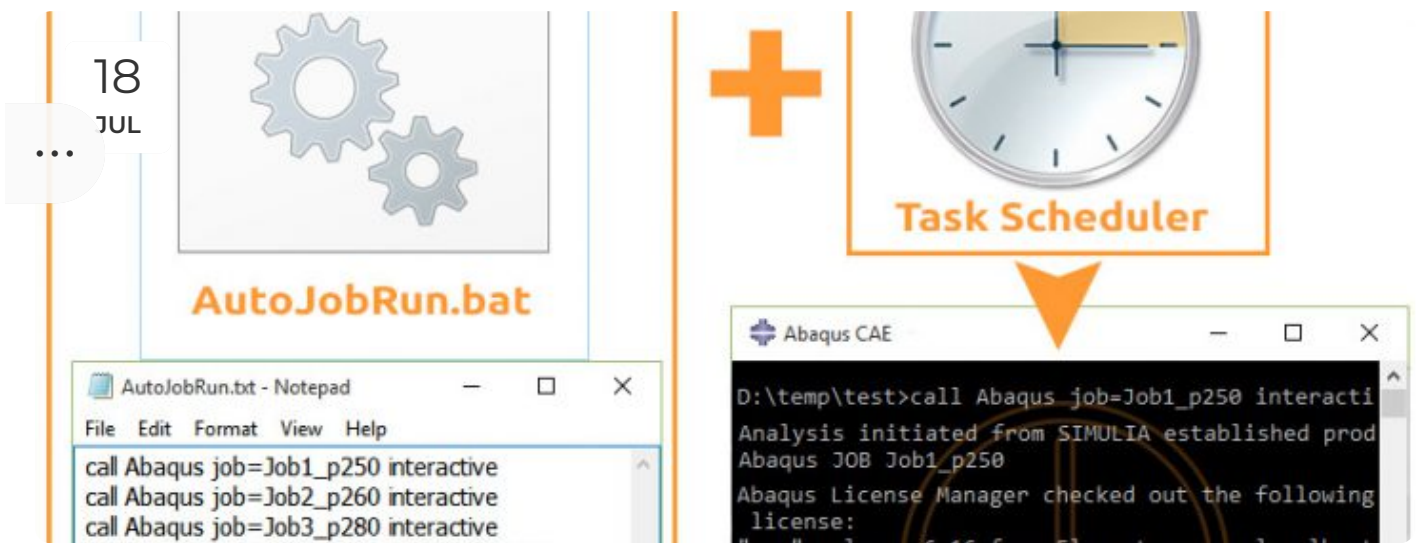 18
JUL
...
AutoJobRun.bat
Task Scheduler
AutoJobRun.txt - Notepad
File Edit Format View Help
call Abaqus job=Job1_p250 interactive
call Abaqus job=Job2_p260 interactive
call Abaqus job=Job3_p280 interactive
Abaqus CAE
D:\temp\test>call Abaqus job=Job1_p250 interacti
Analysis initiated from SIMULIA established prod
Abaqus JOB Job1_p250
Abaqus License Manager checked out the following
license: